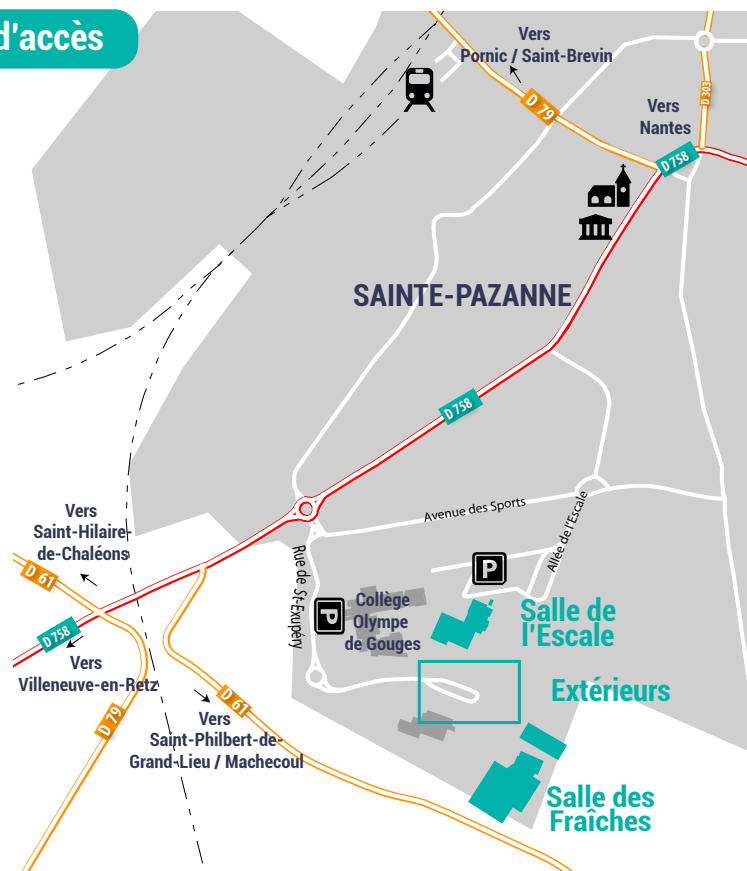 d'accès
Vers
Pornic / Saint-Brevin
D 79
D 303
Vers
Nantes
D 758
SAINTE-PAZANNE
D 758
Avenue des Sports
Allée de l'Escale
Vers
Saint-Hilaire-
de-Chaléons
D 61
Rue de St-Exupéry
P
P
Collège
Olympe
de Gouges
Salle de
l'Escale
D 758
Vers
Villeneuve-en-Retz
Extérieurs
D 61
D 79
Vers
Saint-Philbert-de-
Grand-Lieu / Machecoul
Salle des
Fraîches